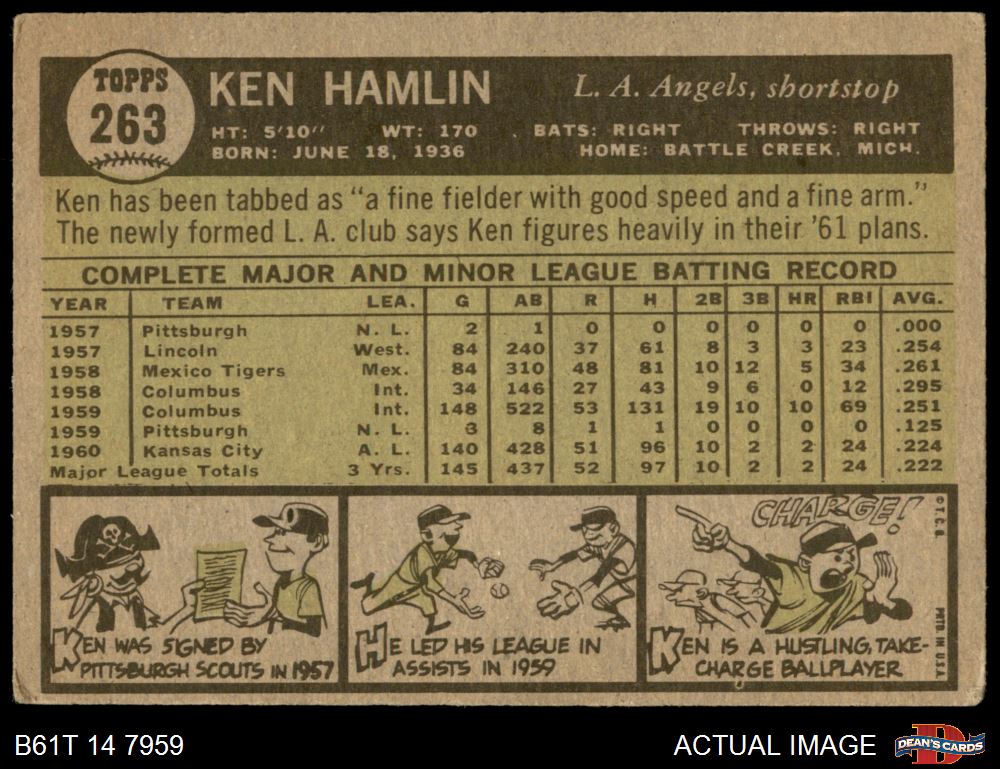 TOPPS
263
KEN HAMLIN
L. A. Angels, shortstop
HT: 5'10" WT: 170 BATS: RIGHT THROWS: RIGHT
BORN: JUNE 18, 1936 HOME: BATTLE CREEK, MICH.
Ken has been tabbed as "a fine fielder with good speed and a fine arm."
The newly formed L. A. club says Ken figures heavily in their '61 plans.
COMPLETE MAJOR AND MINOR LEAGUE BATTING RECORD
YEAR TEAM LEA. G AB R H 2B 3B HR RBI AVG.
1957 Pittsburgh N. L. 2 1 0 0 0 0 0 0 .000
1957 Lincoln West. 84 240 37 61 8 3 3 23 .254
1958 Mexico Tigers Mex. 84 310 48 81 10 12 5 34 .261
1958 Columbus Int. 34 146 27 43 9 6 0 12 .295
1959 Columbus Int. 148 522 53 131 19 10 10 69 .251
1959 Pittsburgh N. L. 3 8 1 1 0 0 0 0 .125
1960 Kansas City A. L. 140 428 51 96 10 2 2 24 .224
Major League Totals 3 Yrs. 145 437 52 97 10 2 2 24 .222
KEN WAS SIGNED BY
PITTSBURGH SCOUTS IN 1957
HE LED HIS LEAGUE IN
ASSISTS IN 1959
CHARGE!
KEN IS A HUSTLING, TAKE-
CHARGE BALLPLAYER
© T. C. G.
PRTD IN U.S.A.
B61T 14 7959
ACTUAL IMAGE
D
DEAN'S CARDS